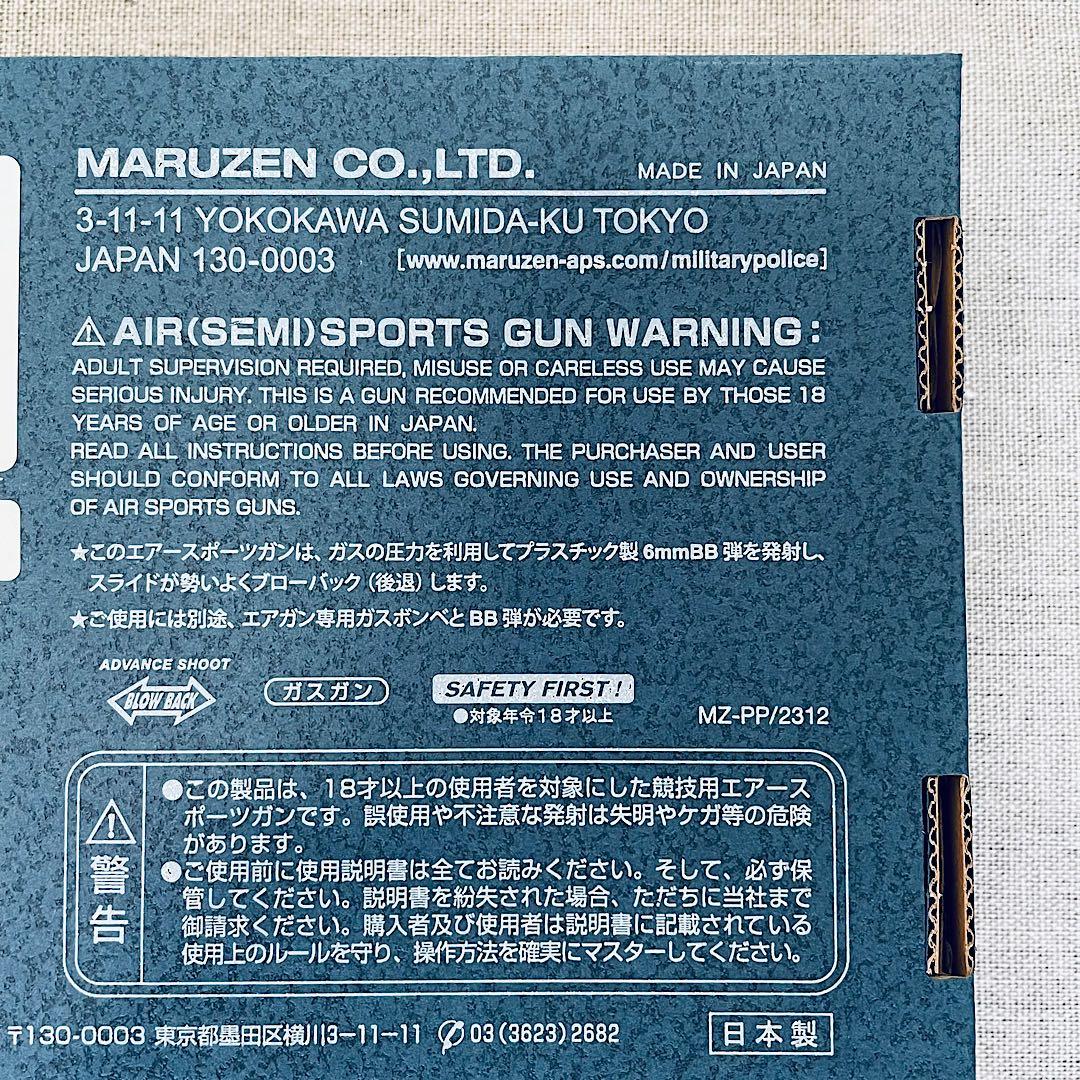 MARUZEN CO.,LTD. MADE IN JAPAN
3-11-11 YOKOKAWA SUMIDA-KU TOKYO
JAPAN 130-0003 [www.maruzen-aps.com/militarypolice]
⚠ AIR(SEMI)SPORTS GUN WARNING:
ADULT SUPERVISION REQUIRED, MISUSE OR CARELESS USE MAY CAUSE
SERIOUS INJURY. THIS IS A GUN RECOMMENDED FOR USE BY THOSE 18
YEARS OF AGE OR OLDER IN JAPAN.
READ ALL INSTRUCTIONS BEFORE USING. THE PURCHASER AND USER
SHOULD CONFORM TO ALL LAWS GOVERNING USE AND OWNERSHIP
OF AIR SPORTS GUNS.
★このエアースポーツガンは、ガスの圧力を利用してプラスチック製6mmBB弾を発射し、
スライドが勢いよくブローバック（後退）します。
★ご使用には別途、エアガン専用ガスボンベとBB弾が必要です。
ADVANCE SHOOT
BLOW BACK
ガスガン
SAFETY FIRST!
●対象年令18才以上
MZ-PP/2312
⚠警告
●この製品は、18才以上の使用者を対象にした競技用エアース
ポーツガンです。誤使用や不注意な発射は失明やケガ等の危険
があります。
●ご使用前に使用説明書は全てお読みください。そして、必ず保
管してください。説明書を紛失された場合、ただちに当社まで
御請求ください。購入者及び使用者は説明書に記載されている
使用上のルールを守り、操作方法を確実にマスターしてください。
〒130-0003 東京都墨田区横川3-11-11 03(3623)2682
日本製